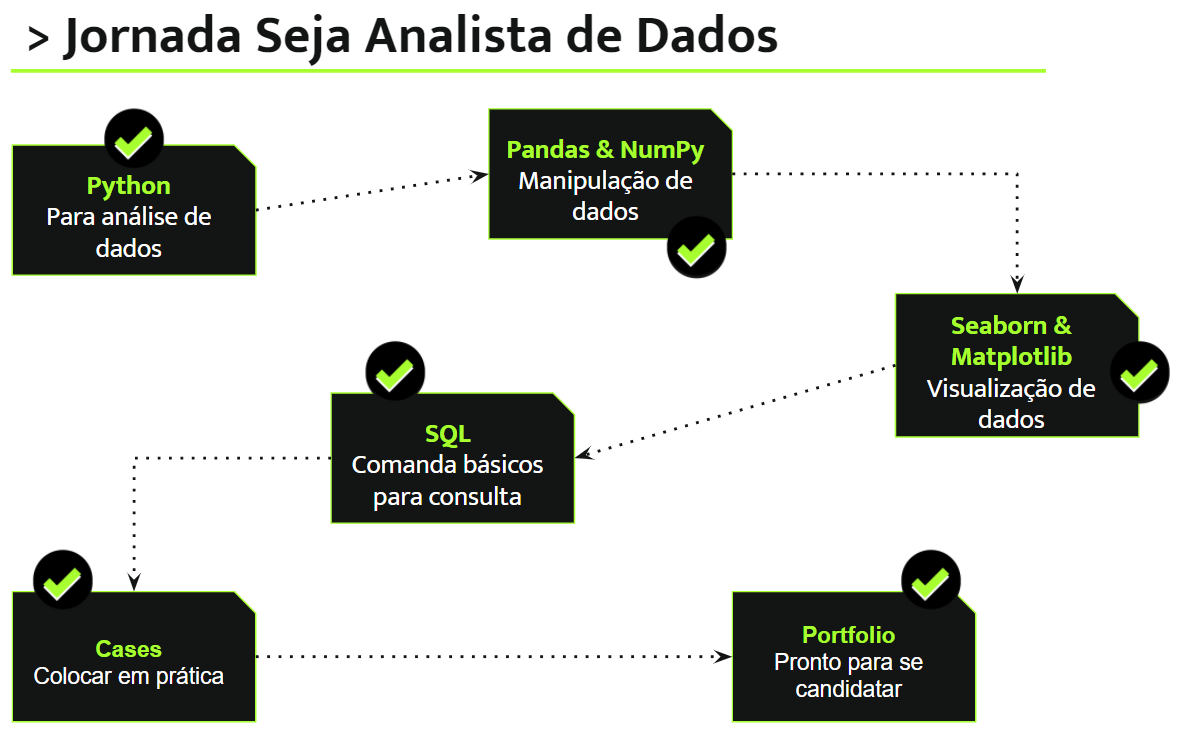 > Jornada Seja Analista de Dados
Python
Para análise de
dados
Pandas & NumPy
Manipulação de
dados
Seaborn &
Matplotlib
Visualização de
dados
SQL
Comanda básicos
para consulta
Cases
Colocar em prática
Portfolio
Pronto para se
candidatar